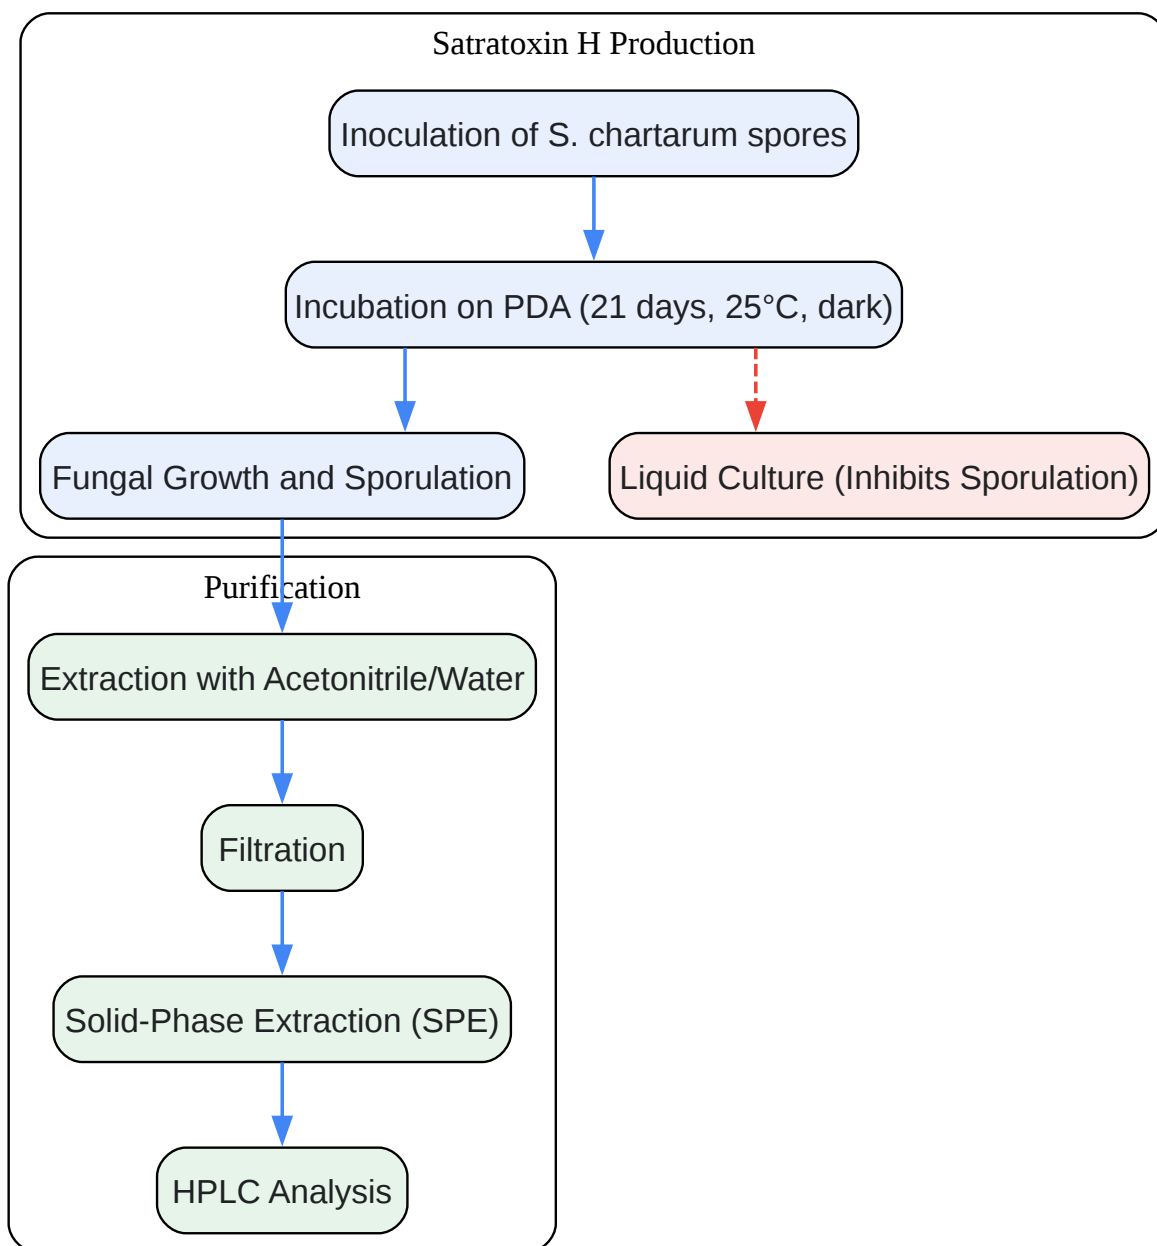 Satratoxin H Production
Inoculation of S. chartarum spores
Incubation on PDA (21 days, 25°C, dark)
Fungal Growth and Sporulation
Liquid Culture (Inhibits Sporulation)
Purification
Extraction with Acetonitrile/Water
Filtration
Solid-Phase Extraction (SPE)
HPLC Analysis